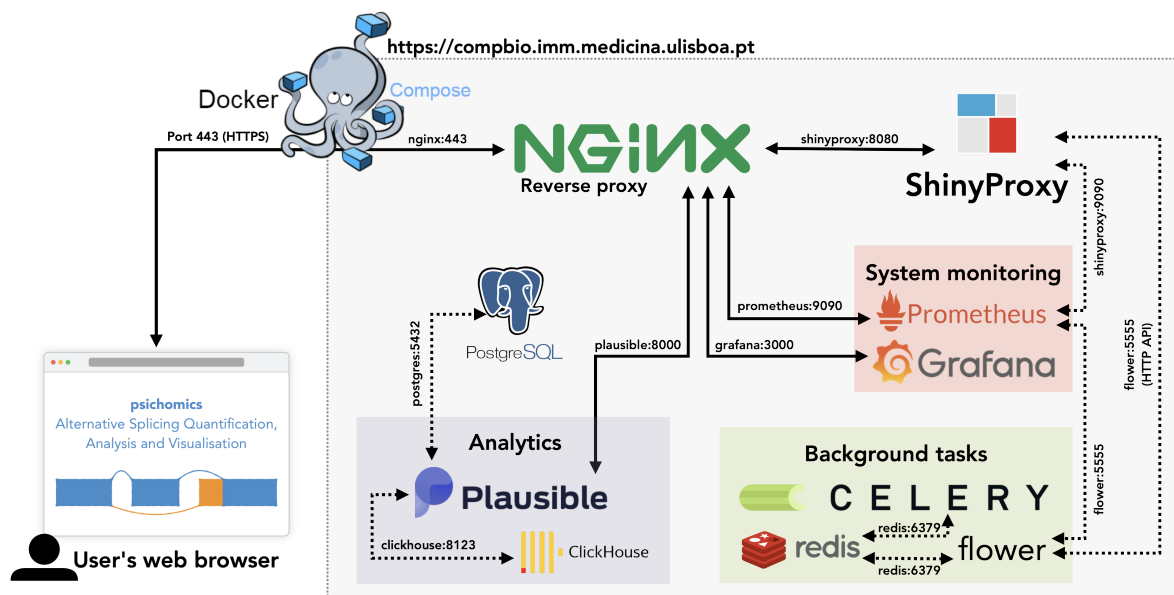 https://compbio.imm.medicina.ulisboa.pt
Docker
Compose
Port 443 (HTTPS)
nginx:443
NGiNX
Reverse proxy
shinyproxy:8080
ShinyProxy
shinyproxy:9090
flower:5555
(HTTP API)
System monitoring
prometheus:9090
Prometheus
grafana:3000
Grafana
plausible:8000
PostgreSQL
postgres:5432
psichomics
Alternative Splicing Quantification,
Analysis and Visualisation
User's web browser
Analytics
Plausible
clickhouse:8123
ClickHouse
Background tasks
CELERY
redis:6379
redis
flower
redis:6379
flower:5555